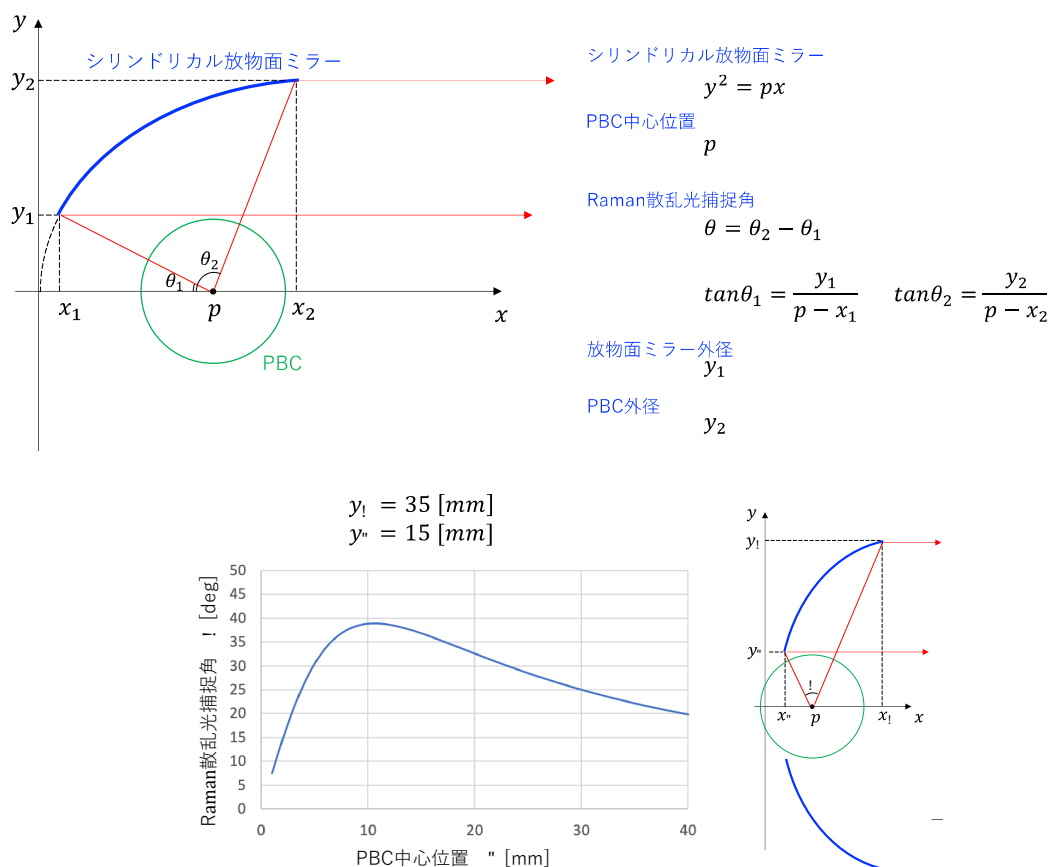 y
シリンドリカル放物面ミラー
y₂
y₁
θ₂
θ₁
x₁
p
x₂
x
PBC
シリンドリカル放物面ミラー
y² = px
PBC中心位置
p
Raman散乱光捕捉角
θ = θ₂ − θ₁
tanθ₁ = y₁ / (p − x₁) tanθ₂ = y₂ / (p − x₂)
放物面ミラー外径
y₁
PBC外径
y₂
y! = 35 [mm]
y" = 15 [mm]
Raman散乱光捕捉角 ! [deg]
50
45
40
35
30
25
20
15
10
5
0
0 10 20 30 40
PBC中心位置 " [mm]
y
y!
y"
!
x" p x! x